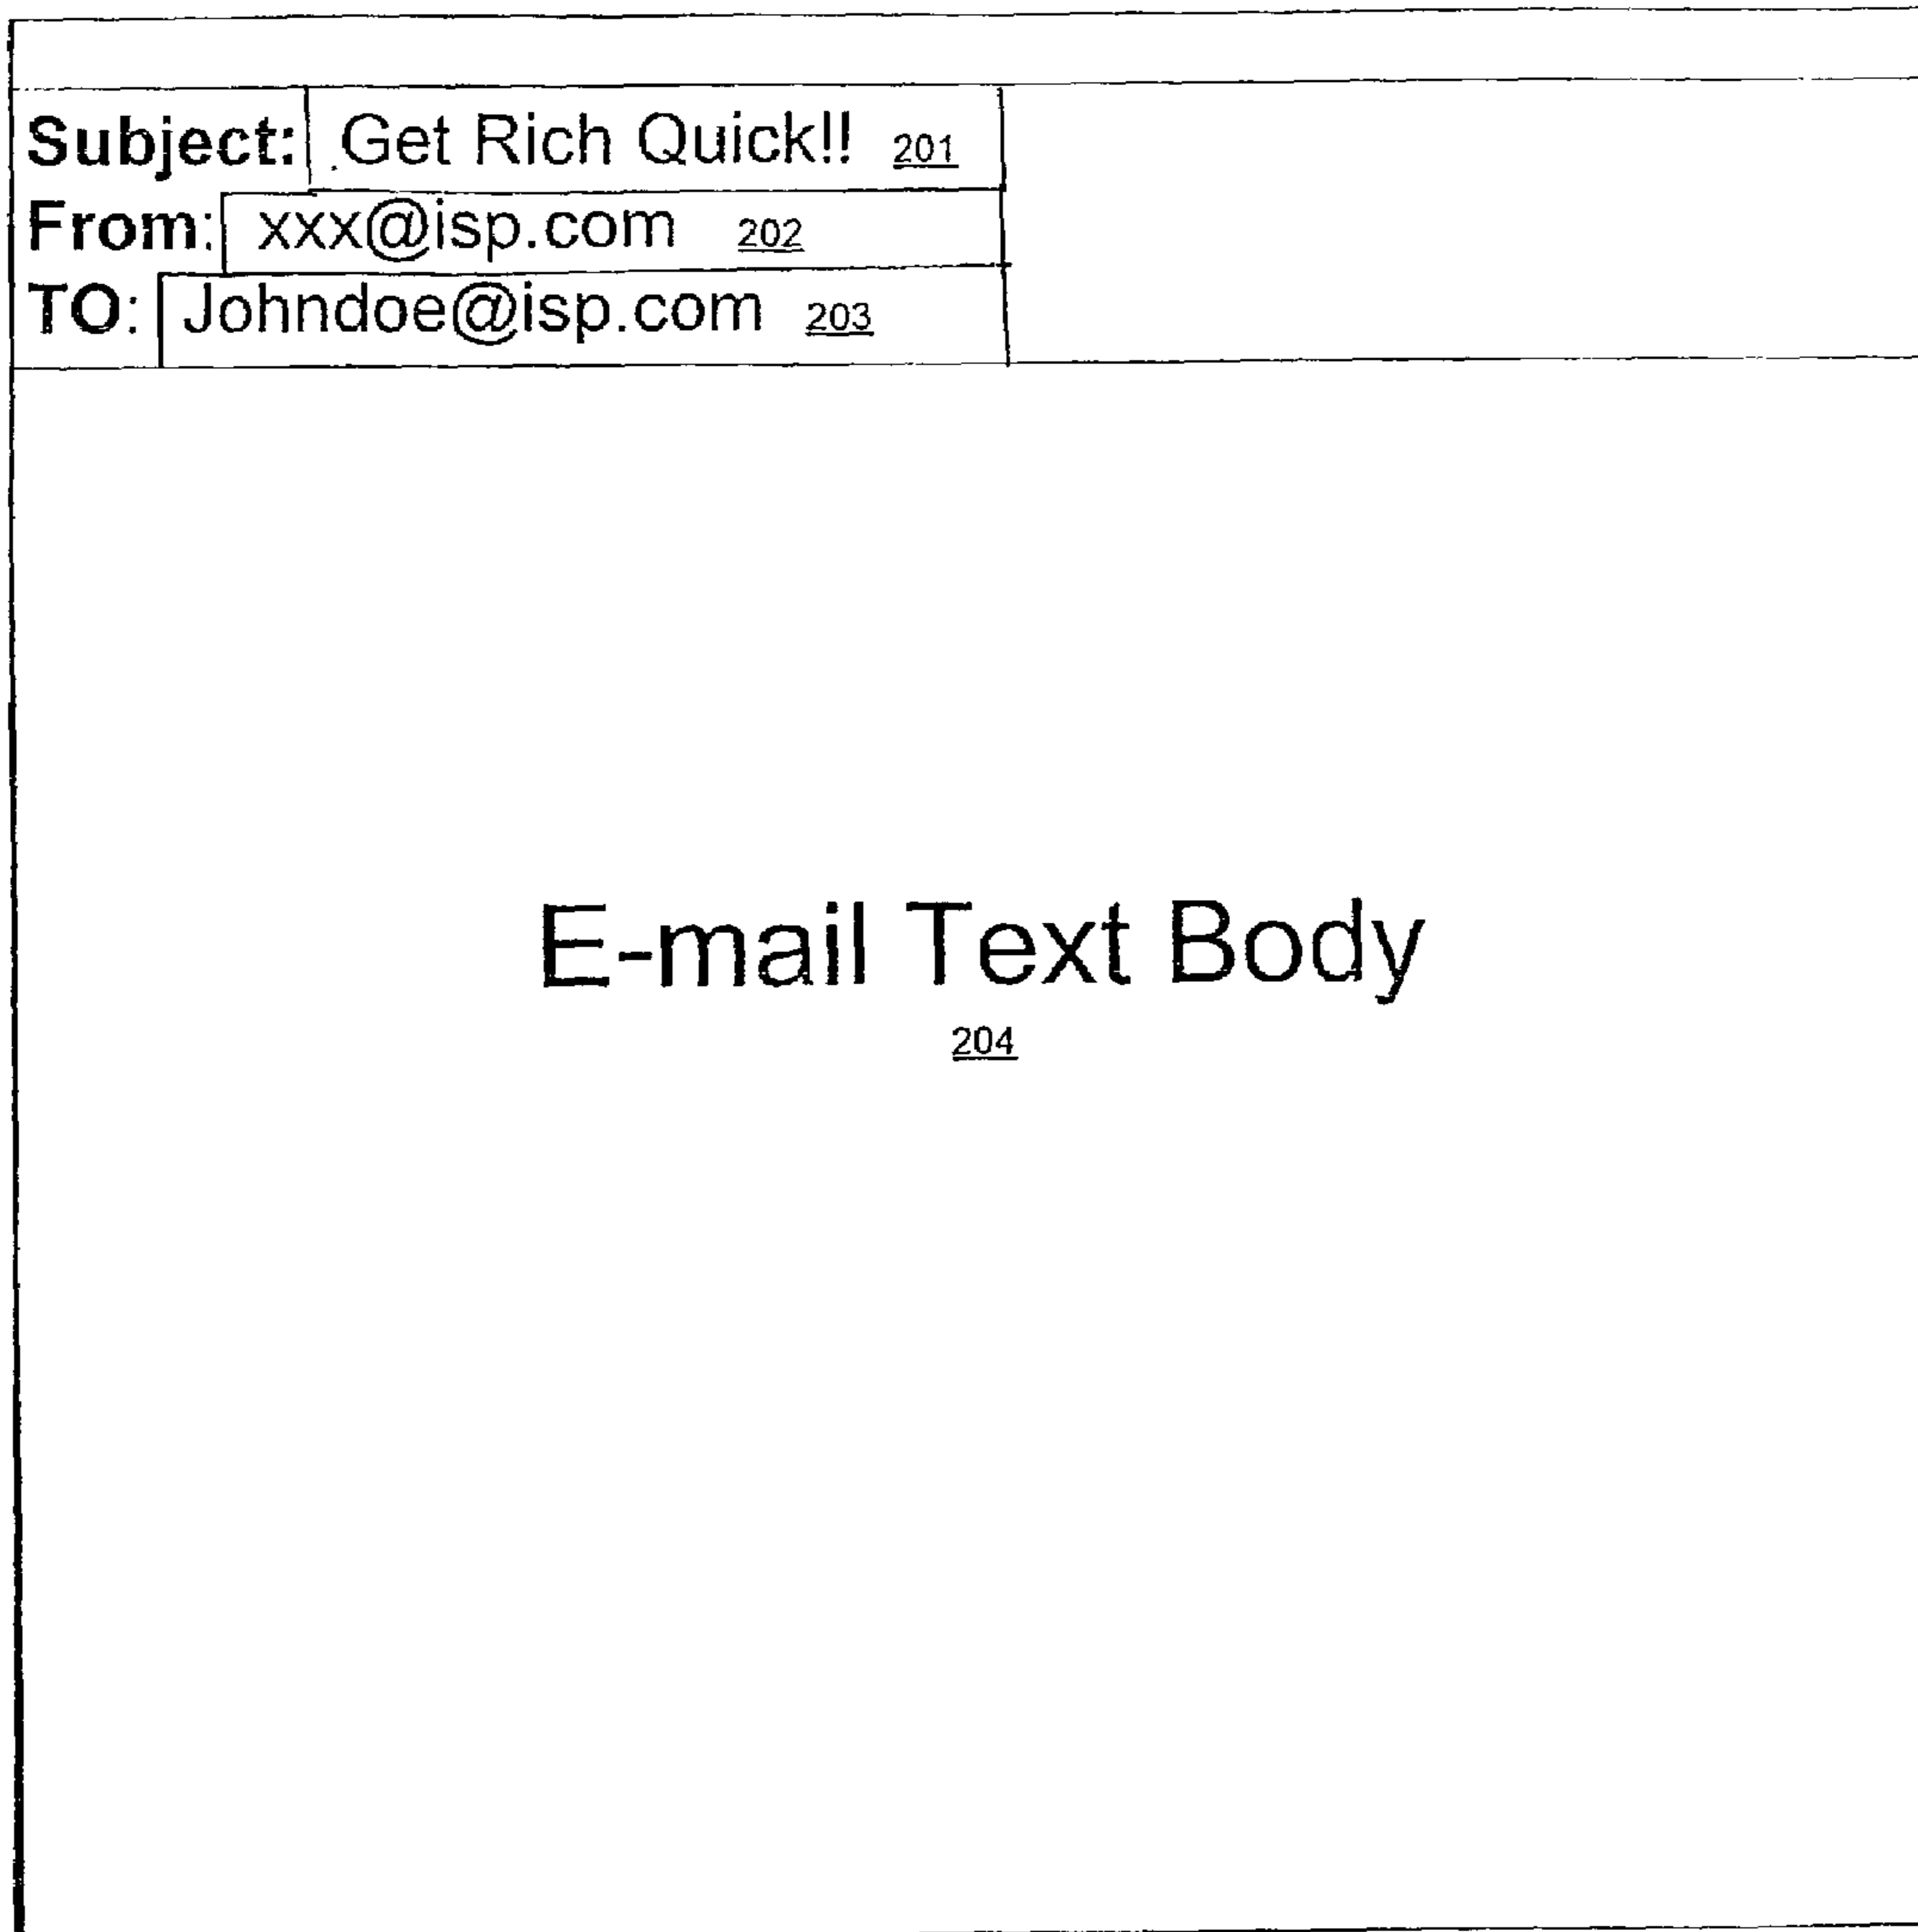 Subject: Get Rich Quick!! 201
From: xxx@isp.com 202
TO: Johndoe@isp.com 203
E-mail Text Body
204